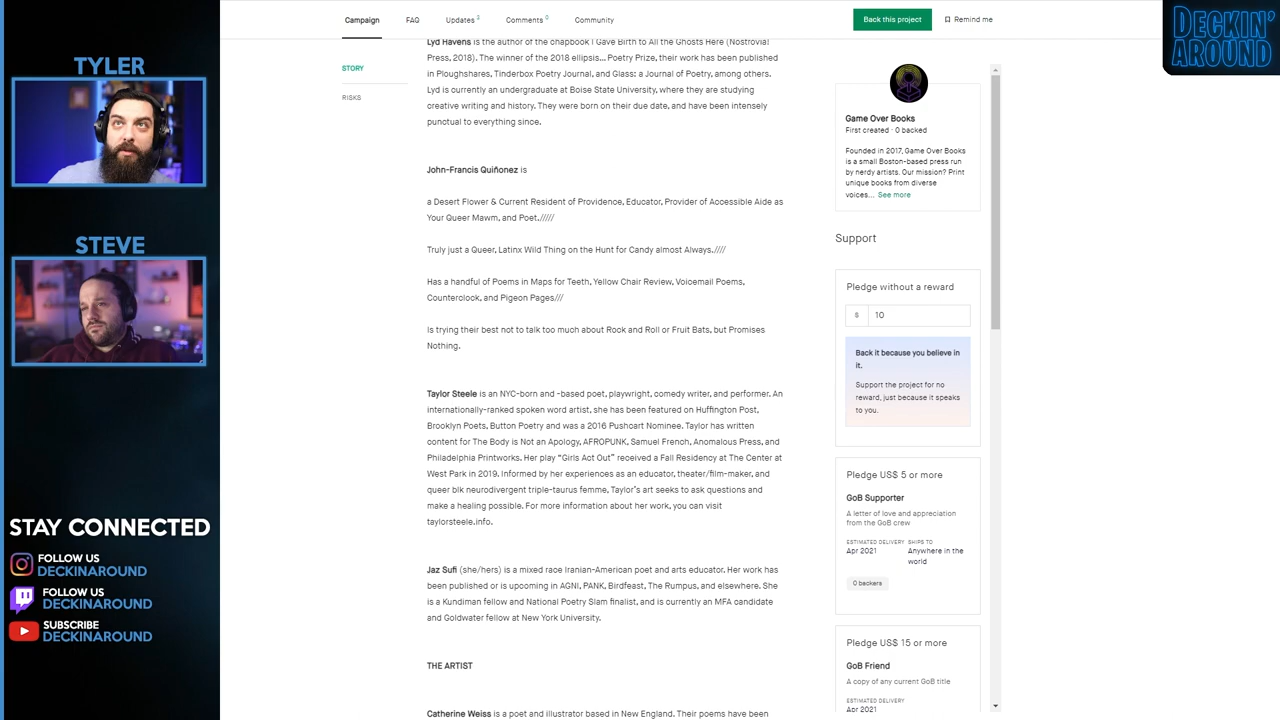 TYLER
STEVE
STAY CONNECTED
FOLLOW US
DECKINAROUND
FOLLOW US
DECKINAROUND
SUBSCRIBE
DECKINAROUND
Campaign
FAQ
Updates 3
Comments 0
Community
Back this project
Remind me
DECKIN'
AROUND
STORY
RISKS
Lyd Havens is the author of the chapbook I Gave Birth to All the Ghosts Here (Nostrovia!
Press, 2018). The winner of the 2018 ellipsis... Poetry Prize, their work has been published
in Ploughshares, Tinderbox Poetry Journal, and Glass: a Journal of Poetry, among others.
Lyd is currently an undergraduate at Boise State University, where they are studying
creative writing and history. They were born on their due date, and have been intensely
punctual to everything since.
John-Francis Quiñonez is
a Desert Flower & Current Resident of Providence, Educator, Provider of Accessible Aide as
Your Queer Mawm, and Poet./////
Truly just a Queer, Latinx Wild Thing on the Hunt for Candy almost Always.////
Has a handful of Poems in Maps for Teeth, Yellow Chair Review, Voicemail Poems,
Counterclock, and Pigeon Pages///
Is trying their best not to talk too much about Rook and Roll or Fruit Bats, but Promises
Nothing.
Taylor Steele is an NYC-born and -based poet, playwright, comedy writer, and performer. An
internationally-ranked spoken word artist, she has been featured on Huffington Post,
Brooklyn Poets, Button Poetry and was a 2016 Pushcart Nominee. Taylor has written
content for The Body is Not an Apology, AFROPUNK, Samuel French, Anomalous Press, and
Philadelphia Printworks. Her play "Girls Act Out" received a Fall Residency at The Center at
West Park in 2019. Informed by her experiences as an educator, theater/film-maker, and
queer blk neurodivergent triple-taurus femme, Taylor's art seeks to ask questions and
make a healing possible. For more information about her work, you can visit
taylorsteele.info.
Jaz Sufi (she/hers) is a mixed race Iranian-American poet and arts educator. Her work has
been published or is upcoming in AGNI, PANK, Birdfeast, The Rumpus, and elsewhere. She
is a Kundiman fellow and National Poetry Slam finalist, and is currently an MFA candidate
and Goldwater fellow at New York University.
THE ARTIST
Catherine Weiss is a poet and illustrator based in New England. Their poems have been
Game Over Books
First created · 0 backed
Founded in 2017, Game Over Books
is a small Boston-based press run
by nerdy artists. Our mission? Print
unique books from diverse
voices... See more
Support
Pledge without a reward
$ 10
Back it because you believe in
it.
Support the project for no
reward, just because it speaks
to you.
Pledge US$ 5 or more
GoB Supporter
A letter of love and appreciation
from the GoB crew
ESTIMATED DELIVERY SHIPS TO
Apr 2021 Anywhere in the
world
0 backers
Pledge US$ 15 or more
GoB Friend
A copy of any current GoB title
ESTIMATED DELIVERY
Apr 2021